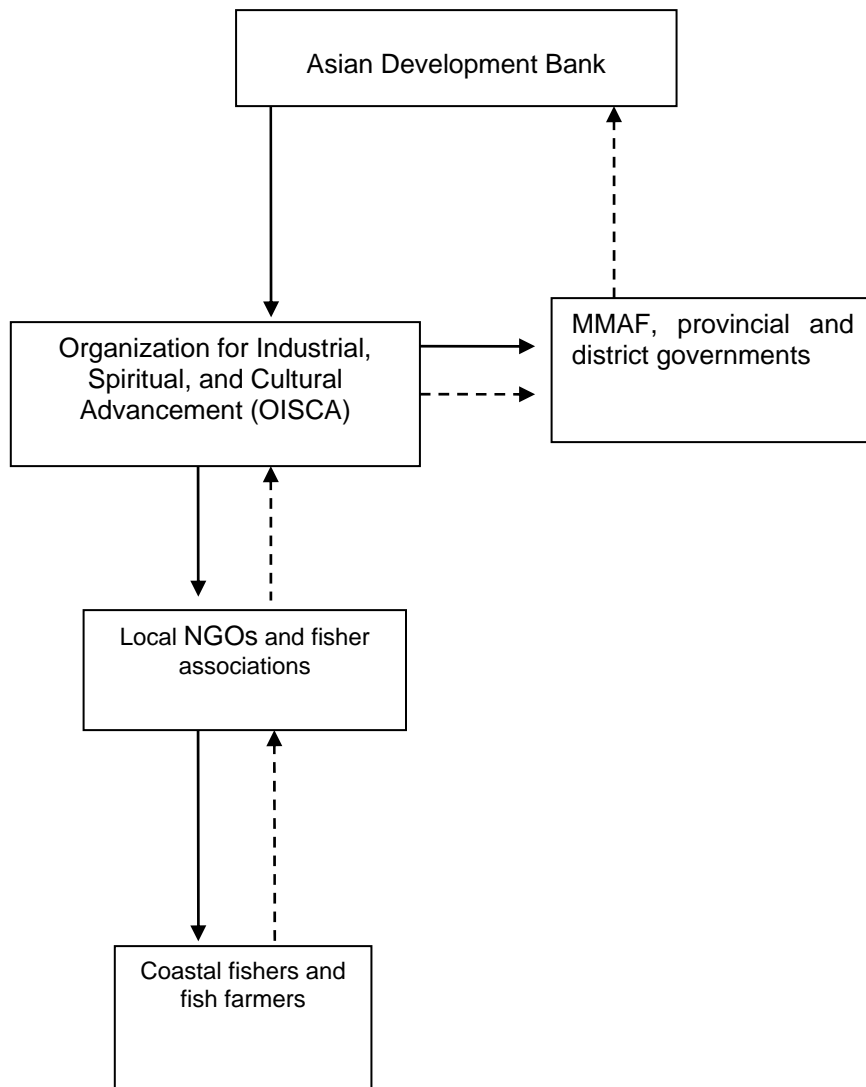 Asian Development Bank
Organization for Industrial,
Spiritual, and Cultural
Advancement (OISCA)
MMAF, provincial and
district governments
Local NGOs and fisher
associations
Coastal fishers and
fish farmers